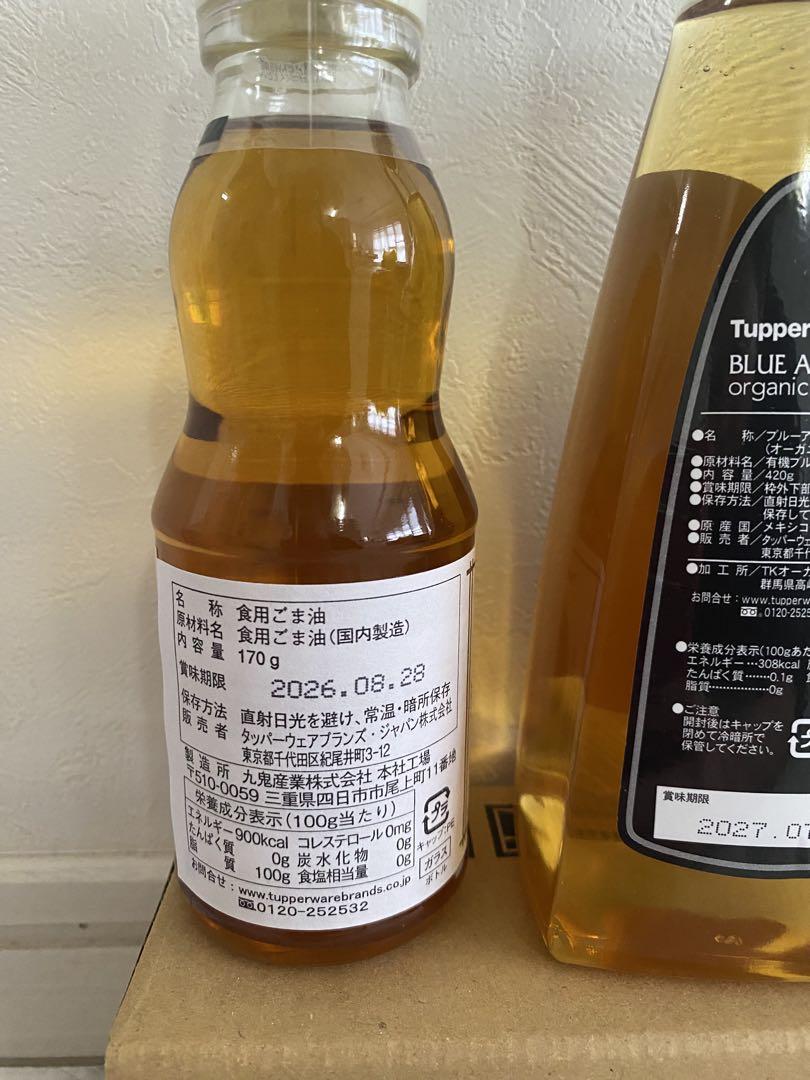 名称 食用ごま油
原材料名 食用ごま油(国内製造)
内容量 170g
賞味期限 2026.08.28
保存方法 直射日光を避け、常温・暗所保存
販売者 タッパーウェアブランズ・ジャパン株式会社
東京都千代田区紀尾井町3-12
製造所 九鬼産業株式会社 本社工場
〒510-0059 三重県四日市市尾上町11番地
栄養成分表示(100g当たり)
エネルギー 900kcal コレステロール 0mg
たんぱく質 0g 炭水化物 0g
脂質 100g 食塩相当量 0g
お問合せ：www.tupperwarebrands.co.jp
0120-252532
プラ
キャップ:PE
ガラス
ボトル
Tupper
BLUE A
organic
●名 称／ブルーア
(オーガニ
●原材料名／有機ブル
●内容量／420g
●賞味期限／枠外下部
●保存方法／直射日光
保存して
●原産国／メキシコ
●販売者／タッパーウェ
東京都千代
●加工所／TKオーガ
群馬県高崎
お問合せ：www.tupperw
0120-2525
●栄養成分表示(100gあた
エネルギー…308kcal
たんぱく質……0.1g
脂質………………0g
●ご注意
開封後はキャップを
閉めて冷暗所で
保管してください。
賞味期限
2027.07